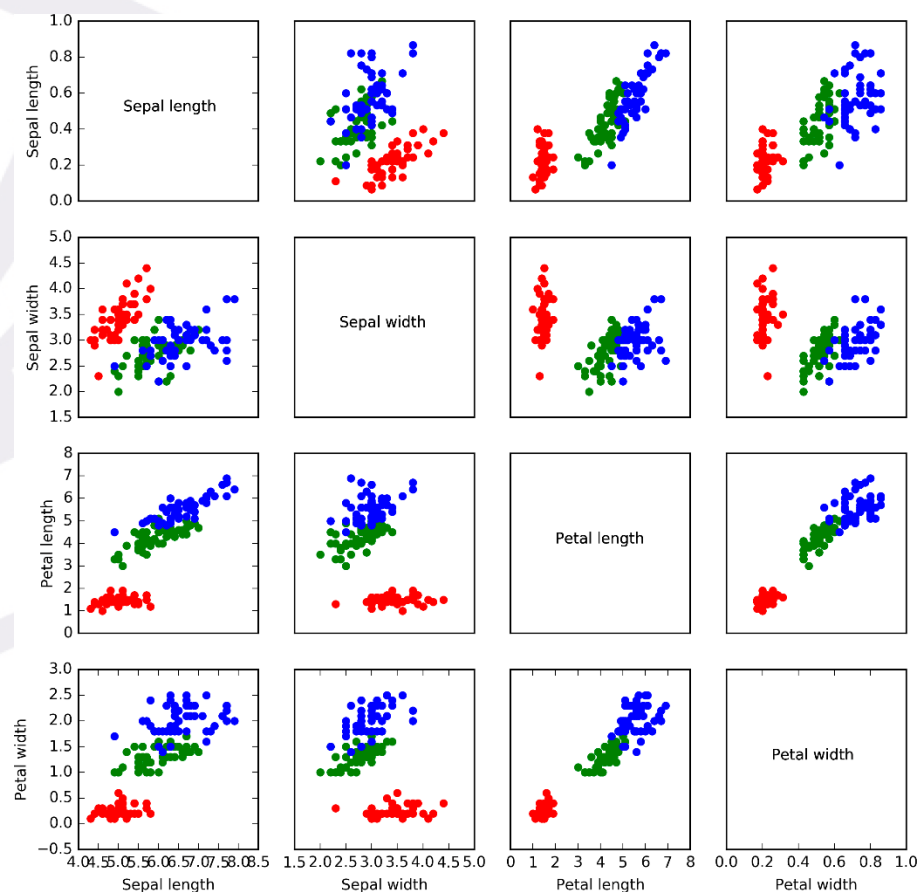 1.0
0.8
0.6
0.4
0.2
0.0
Sepal length
Sepal length
5.0
4.5
4.0
3.5
3.0
2.5
2.0
1.5
Sepal width
Sepal width
8
7
6
5
4
3
2
1
0
Petal length
Petal length
3.0
2.5
2.0
1.5
1.0
0.5
0.0
−0.5
Petal width
Petal width
4.0 4.5 5.0 5.5 6.0 6.5 7.0 7.5 8.0 8.5
Sepal length
1.5 2.0 2.5 3.0 3.5 4.0 4.5 5.0
Sepal width
0 1 2 3 4 5 6 7 8
Petal length
0.0 0.2 0.4 0.6 0.8 1.0
Petal width